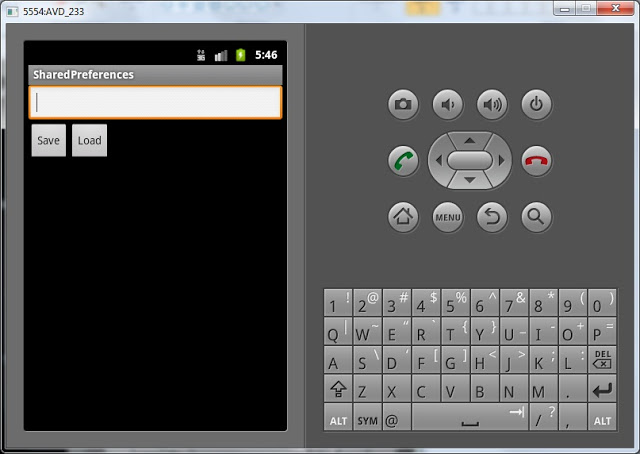 5554:AVD_233
3G 5:46
SharedPreferences
Save Load
MENU
1 ! 2 @ 3 # 4 $ 5 % 6 ^ 7 & 8 * 9 ( 0 )
Q | W ~ E " R ` T { Y } U _ I - O + P =
A S \ D ' F [ G ] H < J > K ; L : DEL
Z X C V B N M .
ALT SYM @ / ? , ALT